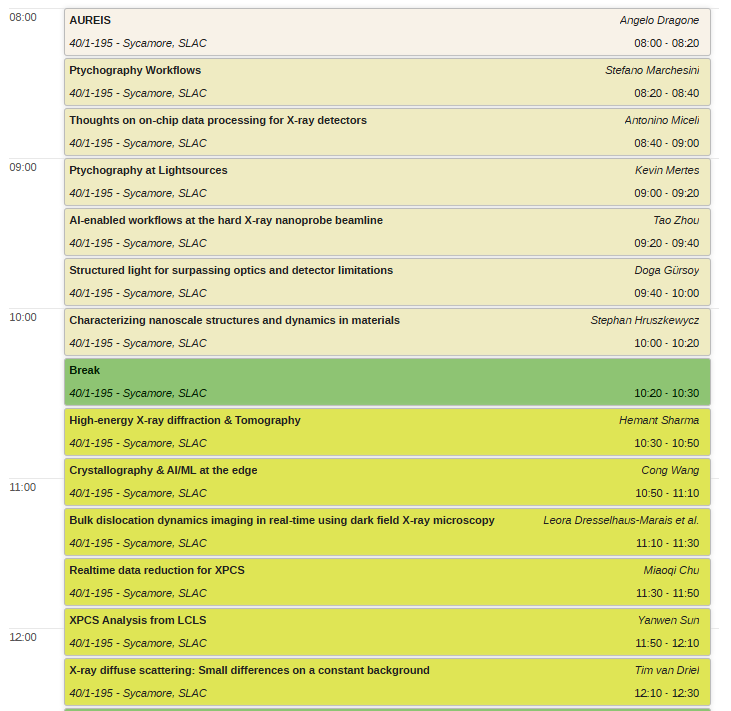 08:00
AUREIS Angelo Dragone
40/1-195 - Sycamore, SLAC 08:00 - 08:20
Ptychography Workflows Stefano Marchesini
40/1-195 - Sycamore, SLAC 08:20 - 08:40
Thoughts on on-chip data processing for X-ray detectors Antonino Miceli
40/1-195 - Sycamore, SLAC 08:40 - 09:00
09:00
Ptychography at Lightsources Kevin Mertes
40/1-195 - Sycamore, SLAC 09:00 - 09:20
AI-enabled workflows at the hard X-ray nanoprobe beamline Tao Zhou
40/1-195 - Sycamore, SLAC 09:20 - 09:40
Structured light for surpassing optics and detector limitations Doga Gürsoy
40/1-195 - Sycamore, SLAC 09:40 - 10:00
10:00
Characterizing nanoscale structures and dynamics in materials Stephan Hruszkewycz
40/1-195 - Sycamore, SLAC 10:00 - 10:20
Break
40/1-195 - Sycamore, SLAC 10:20 - 10:30
High-energy X-ray diffraction & Tomography Hemant Sharma
40/1-195 - Sycamore, SLAC 10:30 - 10:50
Crystallography & AI/ML at the edge Cong Wang
11:00
40/1-195 - Sycamore, SLAC 10:50 - 11:10
Bulk dislocation dynamics imaging in real-time using dark field X-ray microscopy Leora Dresselhaus-Marais et al.
40/1-195 - Sycamore, SLAC 11:10 - 11:30
Realtime data reduction for XPCS Miaoqi Chu
40/1-195 - Sycamore, SLAC 11:30 - 11:50
XPCS Analysis from LCLS Yanwen Sun
12:00
40/1-195 - Sycamore, SLAC 11:50 - 12:10
X-ray diffuse scattering: Small differences on a constant background Tim van Driel
40/1-195 - Sycamore, SLAC 12:10 - 12:30